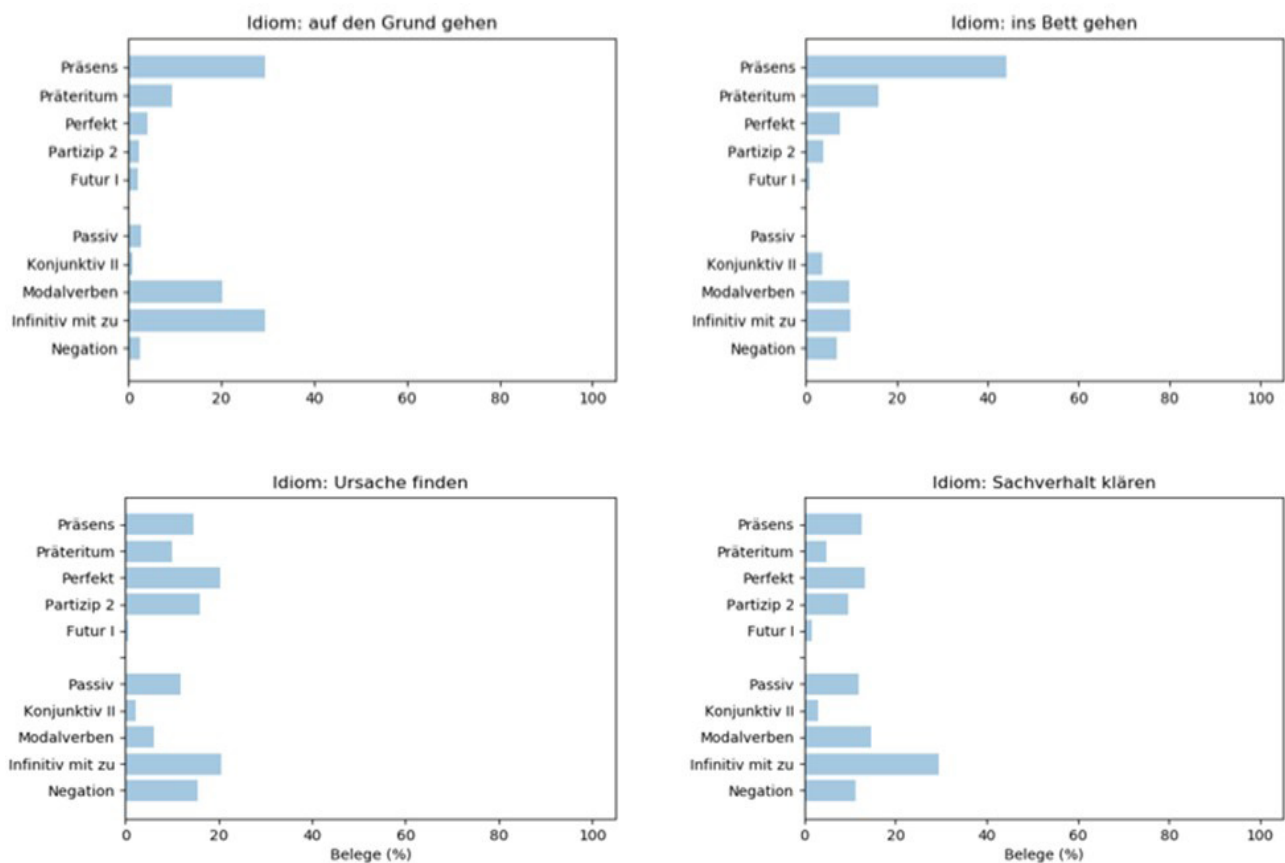 Idiom: auf den Grund gehen
Präsens
Präteritum
Perfekt
Partizip 2
Futur I
Passiv
Konjunktiv II
Modalverben
Infinitiv mit zu
Negation
0 20 40 60 80 100
Idiom: ins Bett gehen
Präsens
Präteritum
Perfekt
Partizip 2
Futur I
Passiv
Konjunktiv II
Modalverben
Infinitiv mit zu
Negation
0 20 40 60 80 100
Idiom: Ursache finden
Präsens
Präteritum
Perfekt
Partizip 2
Futur I
Passiv
Konjunktiv II
Modalverben
Infinitiv mit zu
Negation
0 20 40 60 80 100
Belege (%)
Idiom: Sachverhalt klären
Präsens
Präteritum
Perfekt
Partizip 2
Futur I
Passiv
Konjunktiv II
Modalverben
Infinitiv mit zu
Negation
0 20 40 60 80 100
Belege (%)